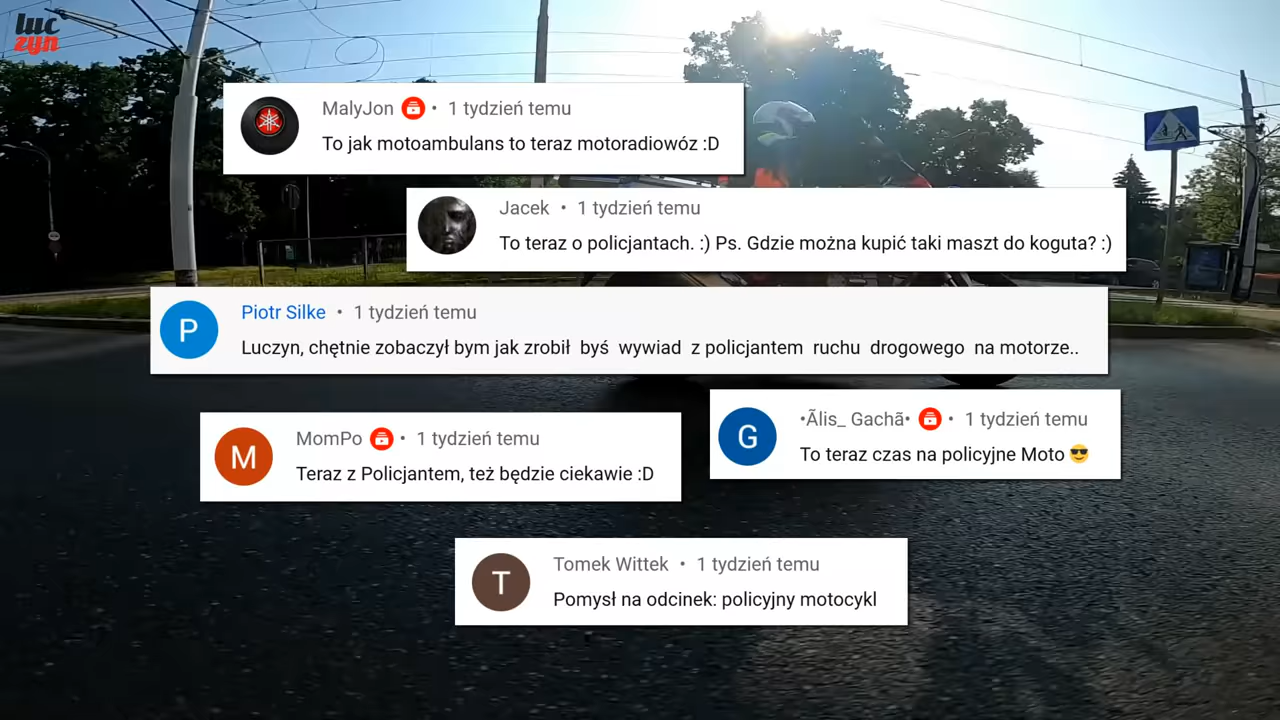 luc
zyn
MalyJon • 1 tydzień temu
To jak motoambulans to teraz motoradiowóz :D
Jacek • 1 tydzień temu
To teraz o policjantach. :) Ps. Gdzie można kupić taki maszt do koguta? :)
P
Piotr Silke • 1 tydzień temu
Luczyn, chętnie zobaczył bym jak zrobił byś wywiad z policjantem ruchu drogowego na motorze..
G
•Ãlis_ Gachã• • 1 tydzień temu
To teraz czas na policyjne Moto 😎
M
MomPo • 1 tydzień temu
Teraz z Policjantem, też będzie ciekawie :D
T
Tomek Wittek • 1 tydzień temu
Pomysł na odcinek: policyjny motocykl